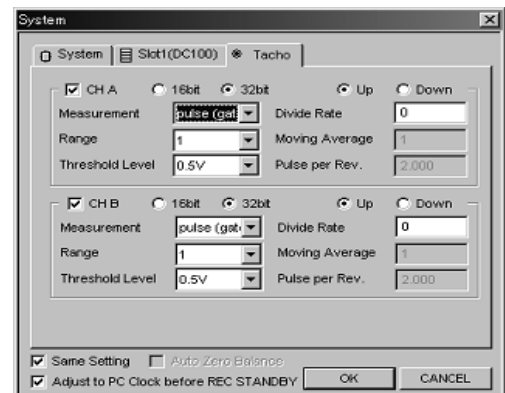 System
System Slot1(DC100) Tacho
CH A 16bit 32bit Up Down
Measurement pulse (gat Divide Rate 0
Range 1 Moving Average 1
Threshold Level 0.5V Pulse per Rev. 2.000
CH B 16bit 32bit Up Down
Measurement pulse (gat Divide Rate 0
Range 1 Moving Average 1
Threshold Level 0.5V Pulse per Rev. 2.000
Same Setting Auto Zero Balance
Adjust to PC Clock before REC STANDBY OK CANCEL